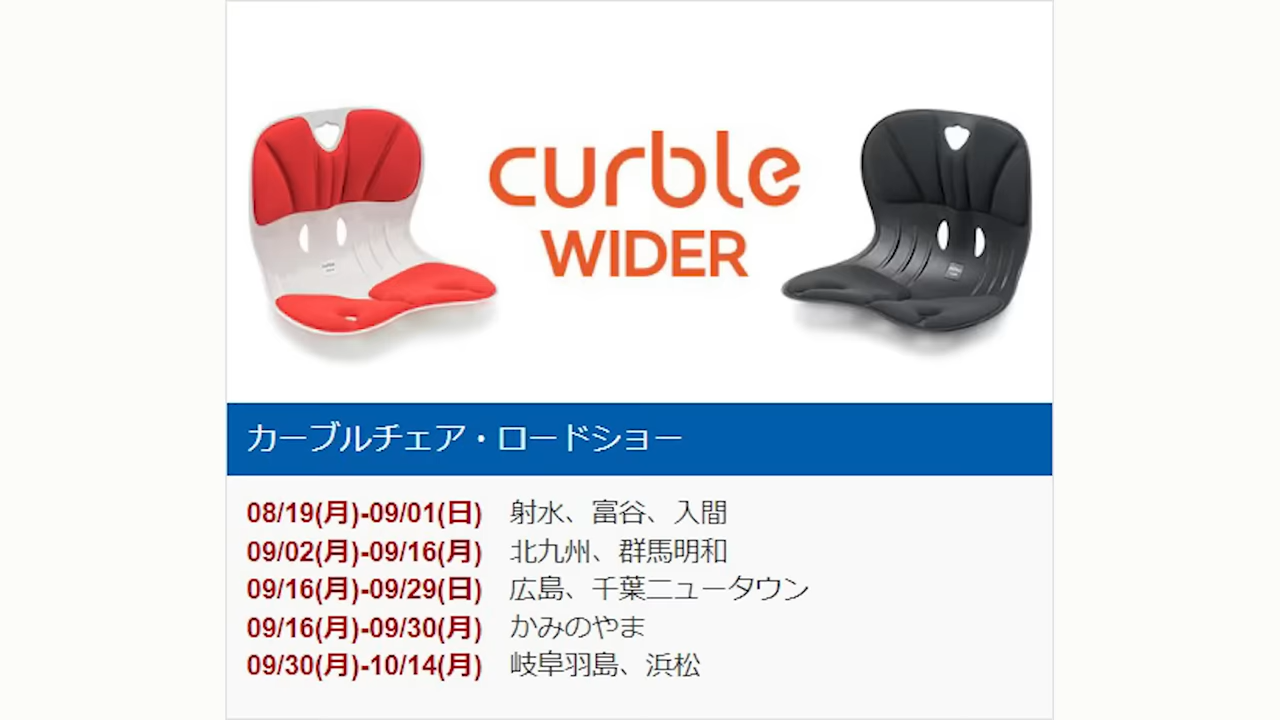 curble
WIDER
カーブルチェア・ロードショー
08/19(月)-09/01(日) 射水、富谷、入間
09/02(月)-09/16(月) 北九州、群馬明和
09/16(月)-09/29(日) 広島、千葉ニュータウン
09/16(月)-09/30(月) かみのやま
09/30(月)-10/14(月) 岐阜羽島、浜松